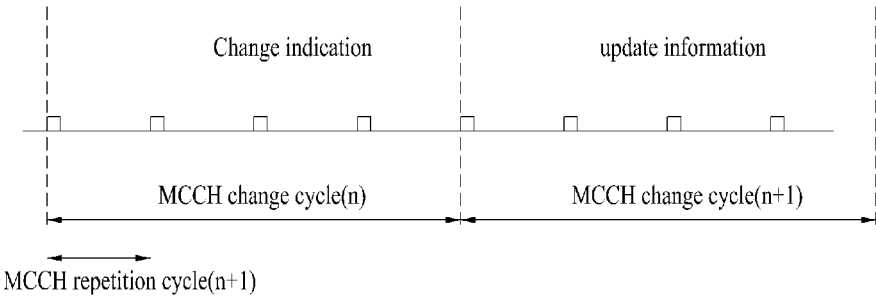 Change indication
update information
MCCH change cycle(n)
MCCH change cycle(n+1)
MCCH repetition cycle(n+1)